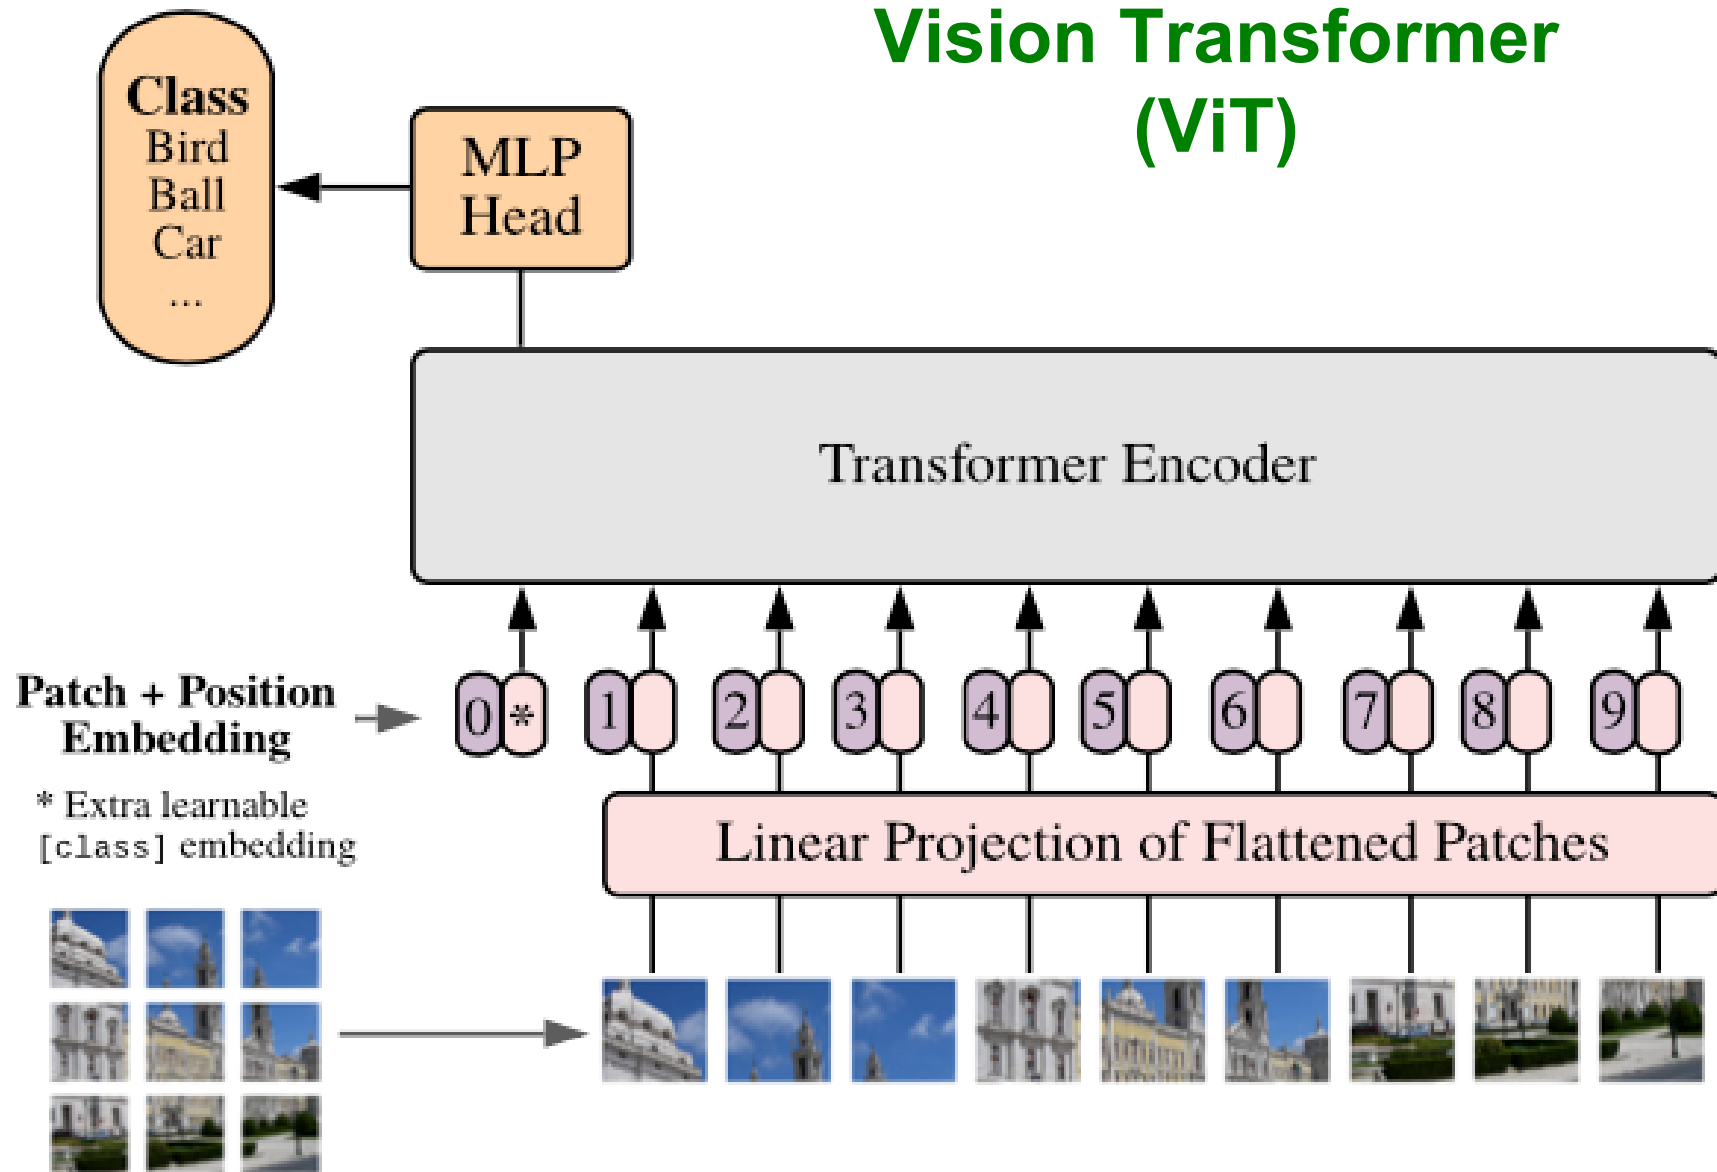 Vision Transformer
(ViT)
Class
Bird
Ball
Car
...
MLP
Head
Transformer Encoder
Patch + Position
Embedding
0 * 1 2 3 4 5 6 7 8 9
* Extra learnable
[class] embedding
Linear Projection of Flattened Patches